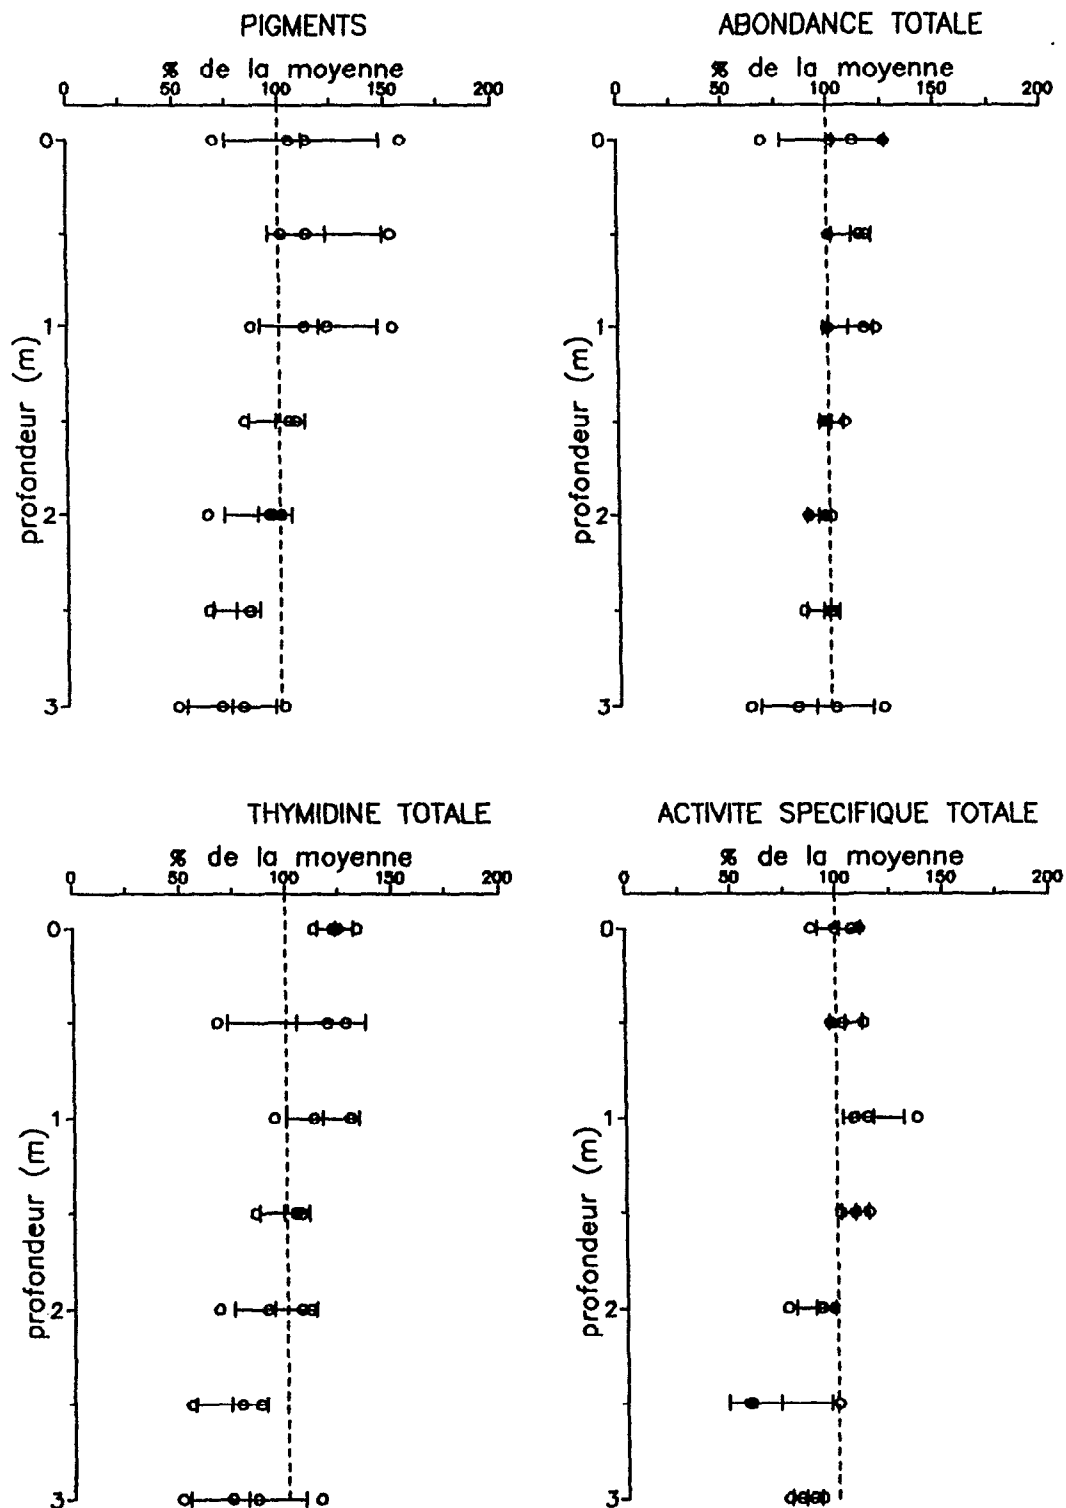 PIGMENTS
% de la moyenne
0 50 100 150 200
0
1
2
3
profondeur (m)
ABONDANCE TOTALE
% de la moyenne
0 50 100 150 200
0
1
2
3
profondeur (m)
THYMIDINE TOTALE
% de la moyenne
0 50 100 150 200
0
1
2
3
profondeur (m)
ACTIVITE SPECIFIQUE TOTALE
% de la moyenne
0 50 100 150 200
0
1
2
3
profondeur (m)